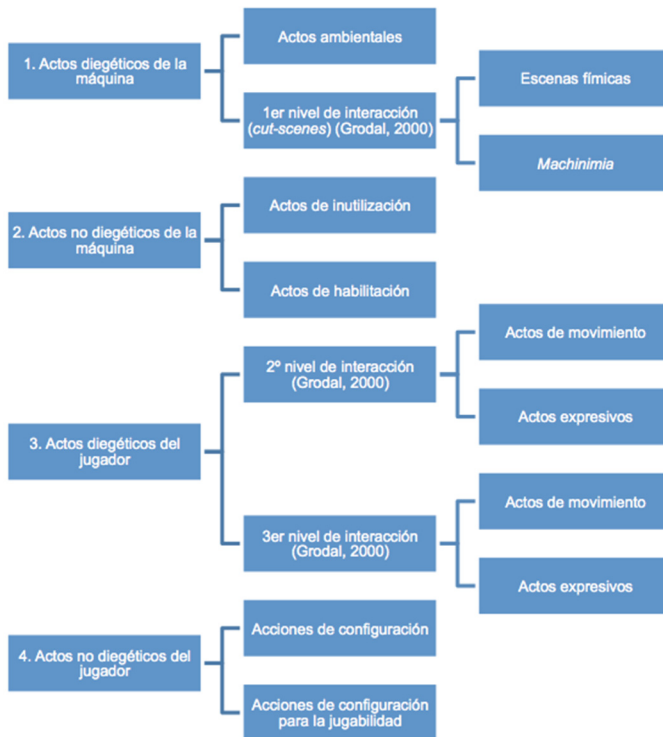 1. Actos diegéticos de la
máquina
Actos ambientales
1er nivel de interacción
(cut-scenes) (Grodal, 2000)
Escenas fímicas
Machinimia
2. Actos no diegéticos de la
máquina
Actos de inutilización
Actos de habilitación
3. Actos diegéticos del
jugador
2º nivel de interacción
(Grodal, 2000)
Actos de movimiento
Actos expresivos
3er nivel de interacción
(Grodal, 2000)
Actos de movimiento
Actos expresivos
4. Actos no diegéticos del
jugador
Acciones de configuración
Acciones de configuración
para la jugabilidad